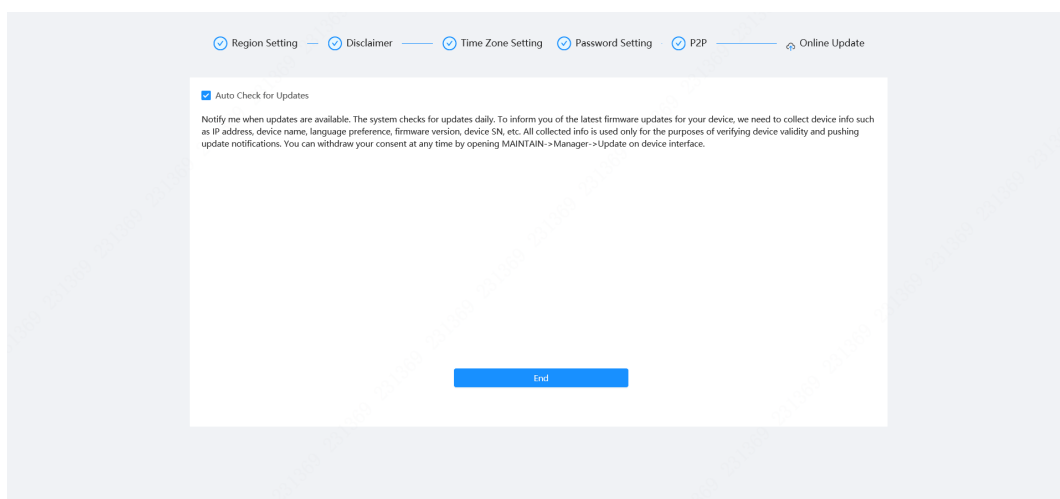 Region Setting Disclaimer Time Zone Setting Password Setting P2P Online Update
Auto Check for Updates
Notify me when updates are available. The system checks for updates daily. To inform you of the latest firmware updates for your device, we need to collect device info such
as IP address, device name, language preference, firmware version, device SN, etc. All collected info is used only for the purposes of verifying device validity and pushing
update notifications. You can withdraw your consent at any time by opening MAINTAIN->Manager->Update on device interface.
End